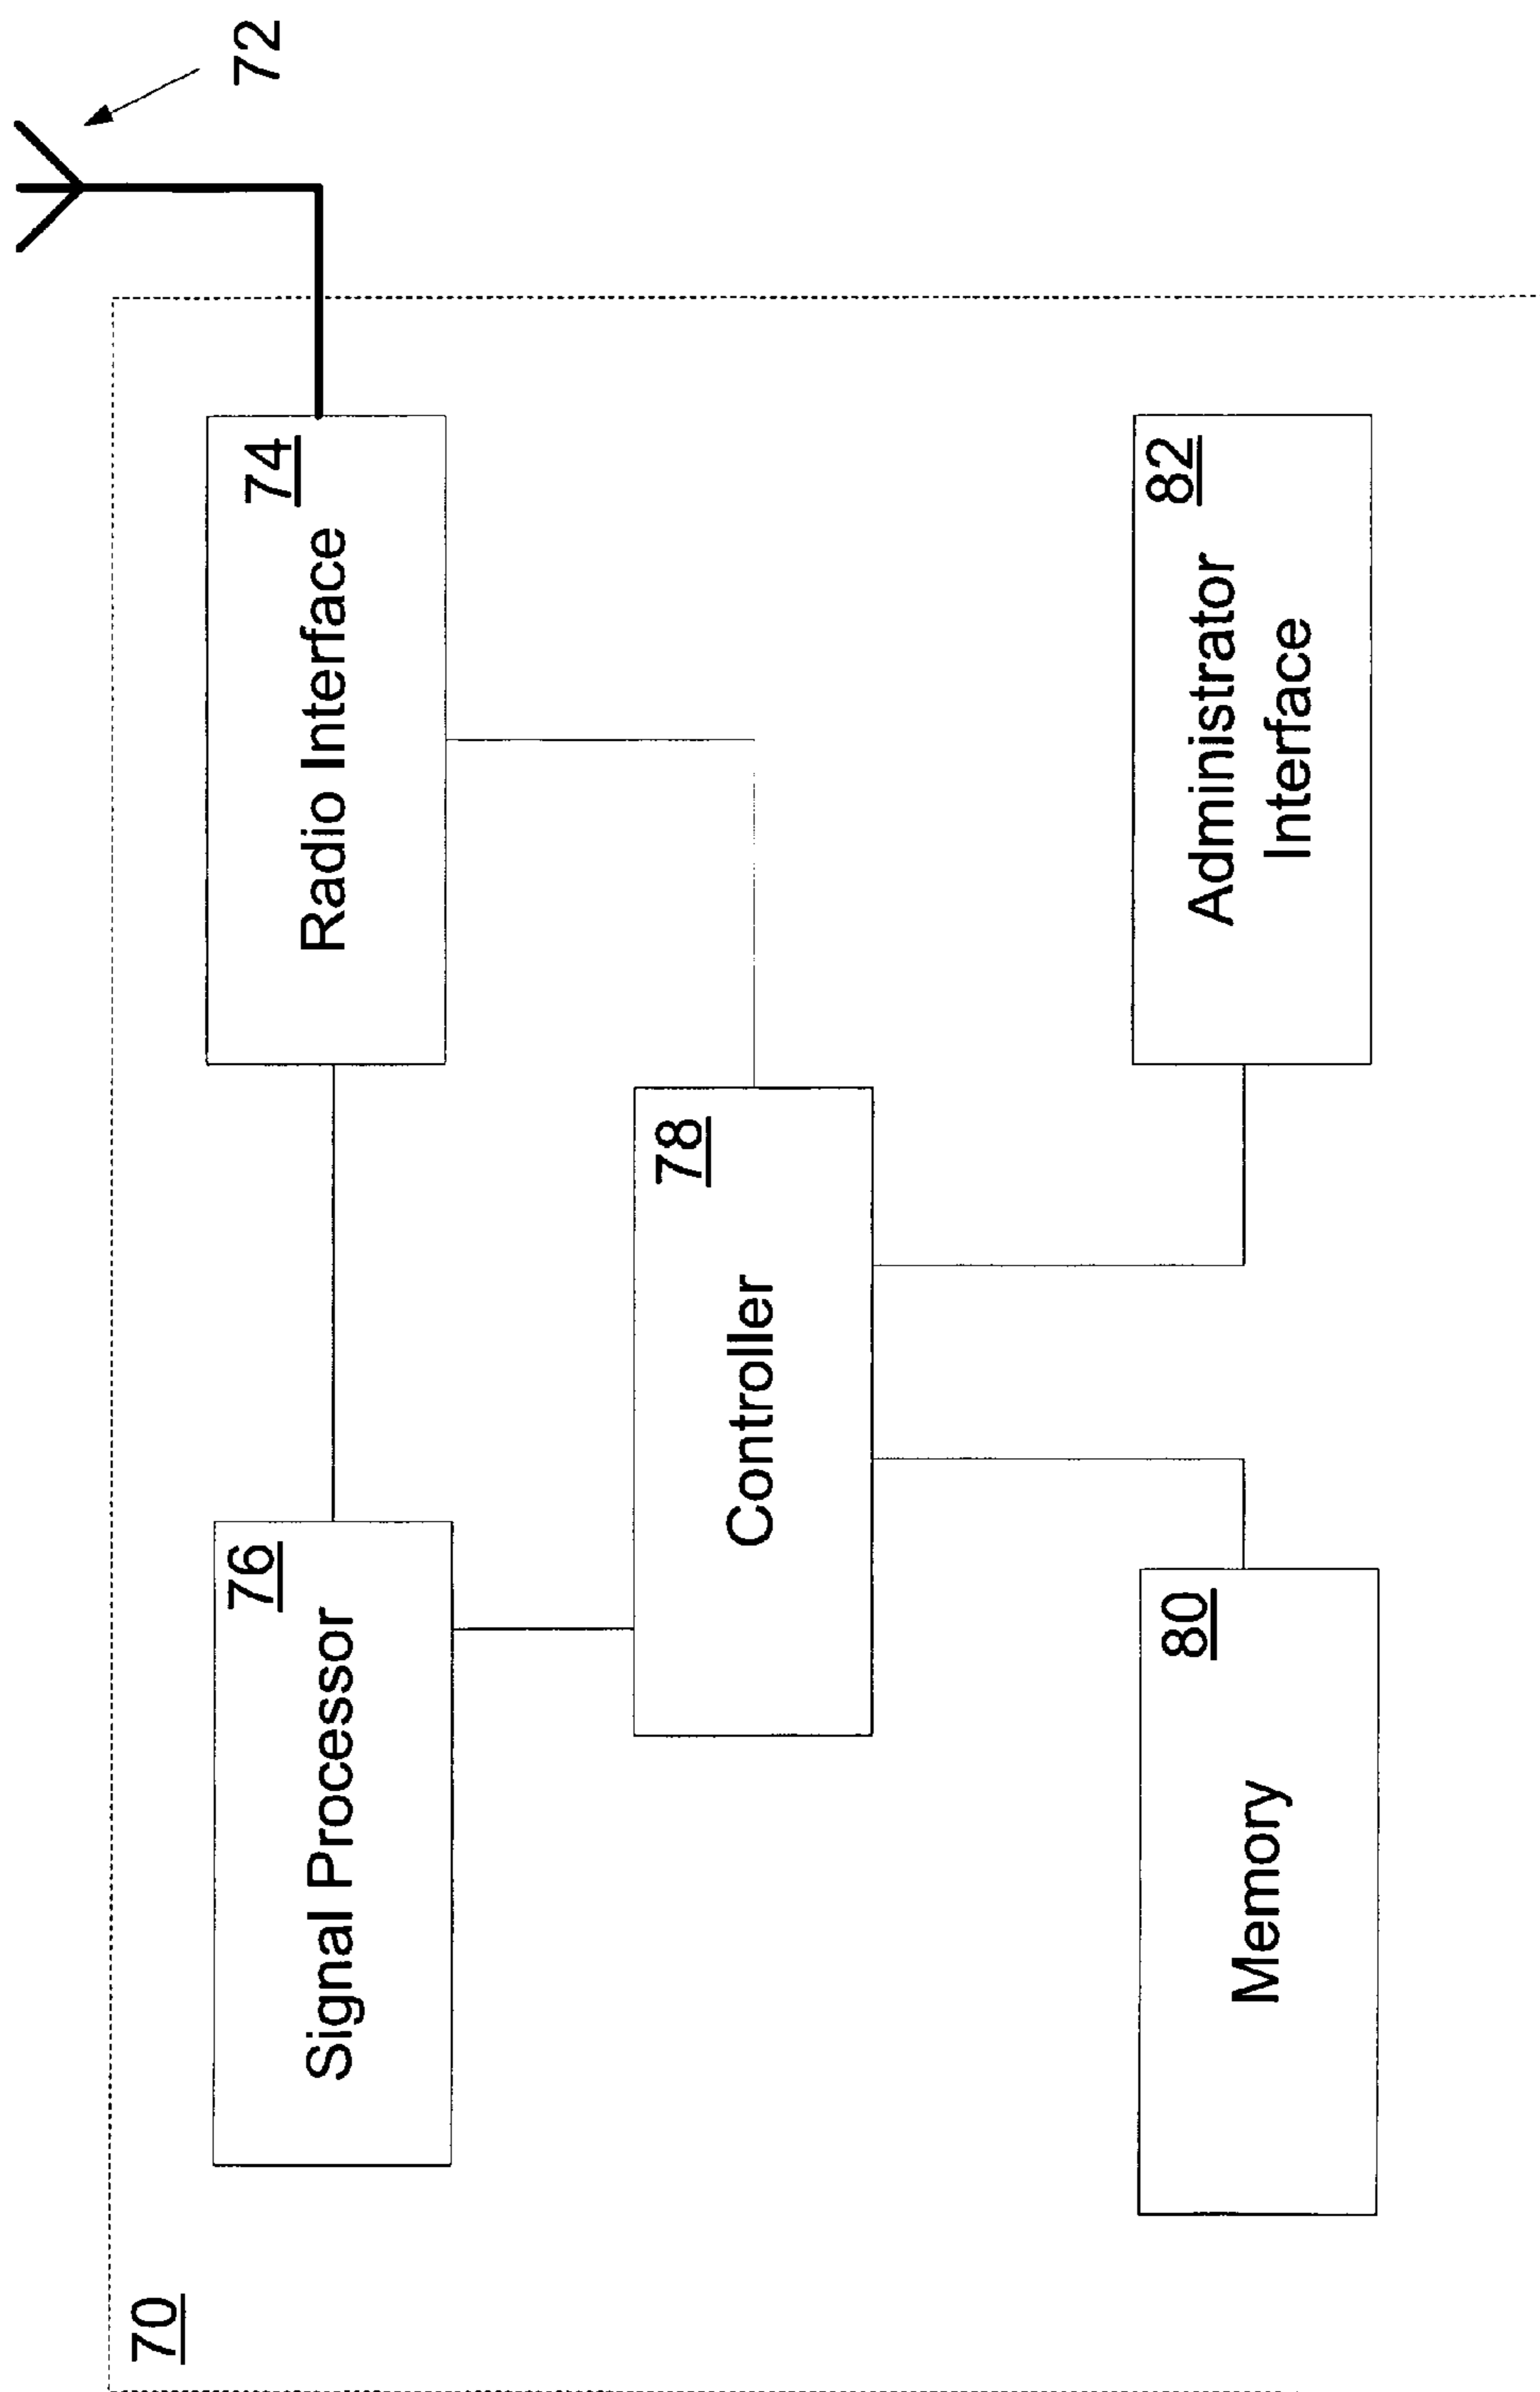 70
72
76
Signal Processor
74
Radio Interface
78
Controller
80
Memory
82
Administrator
Interface